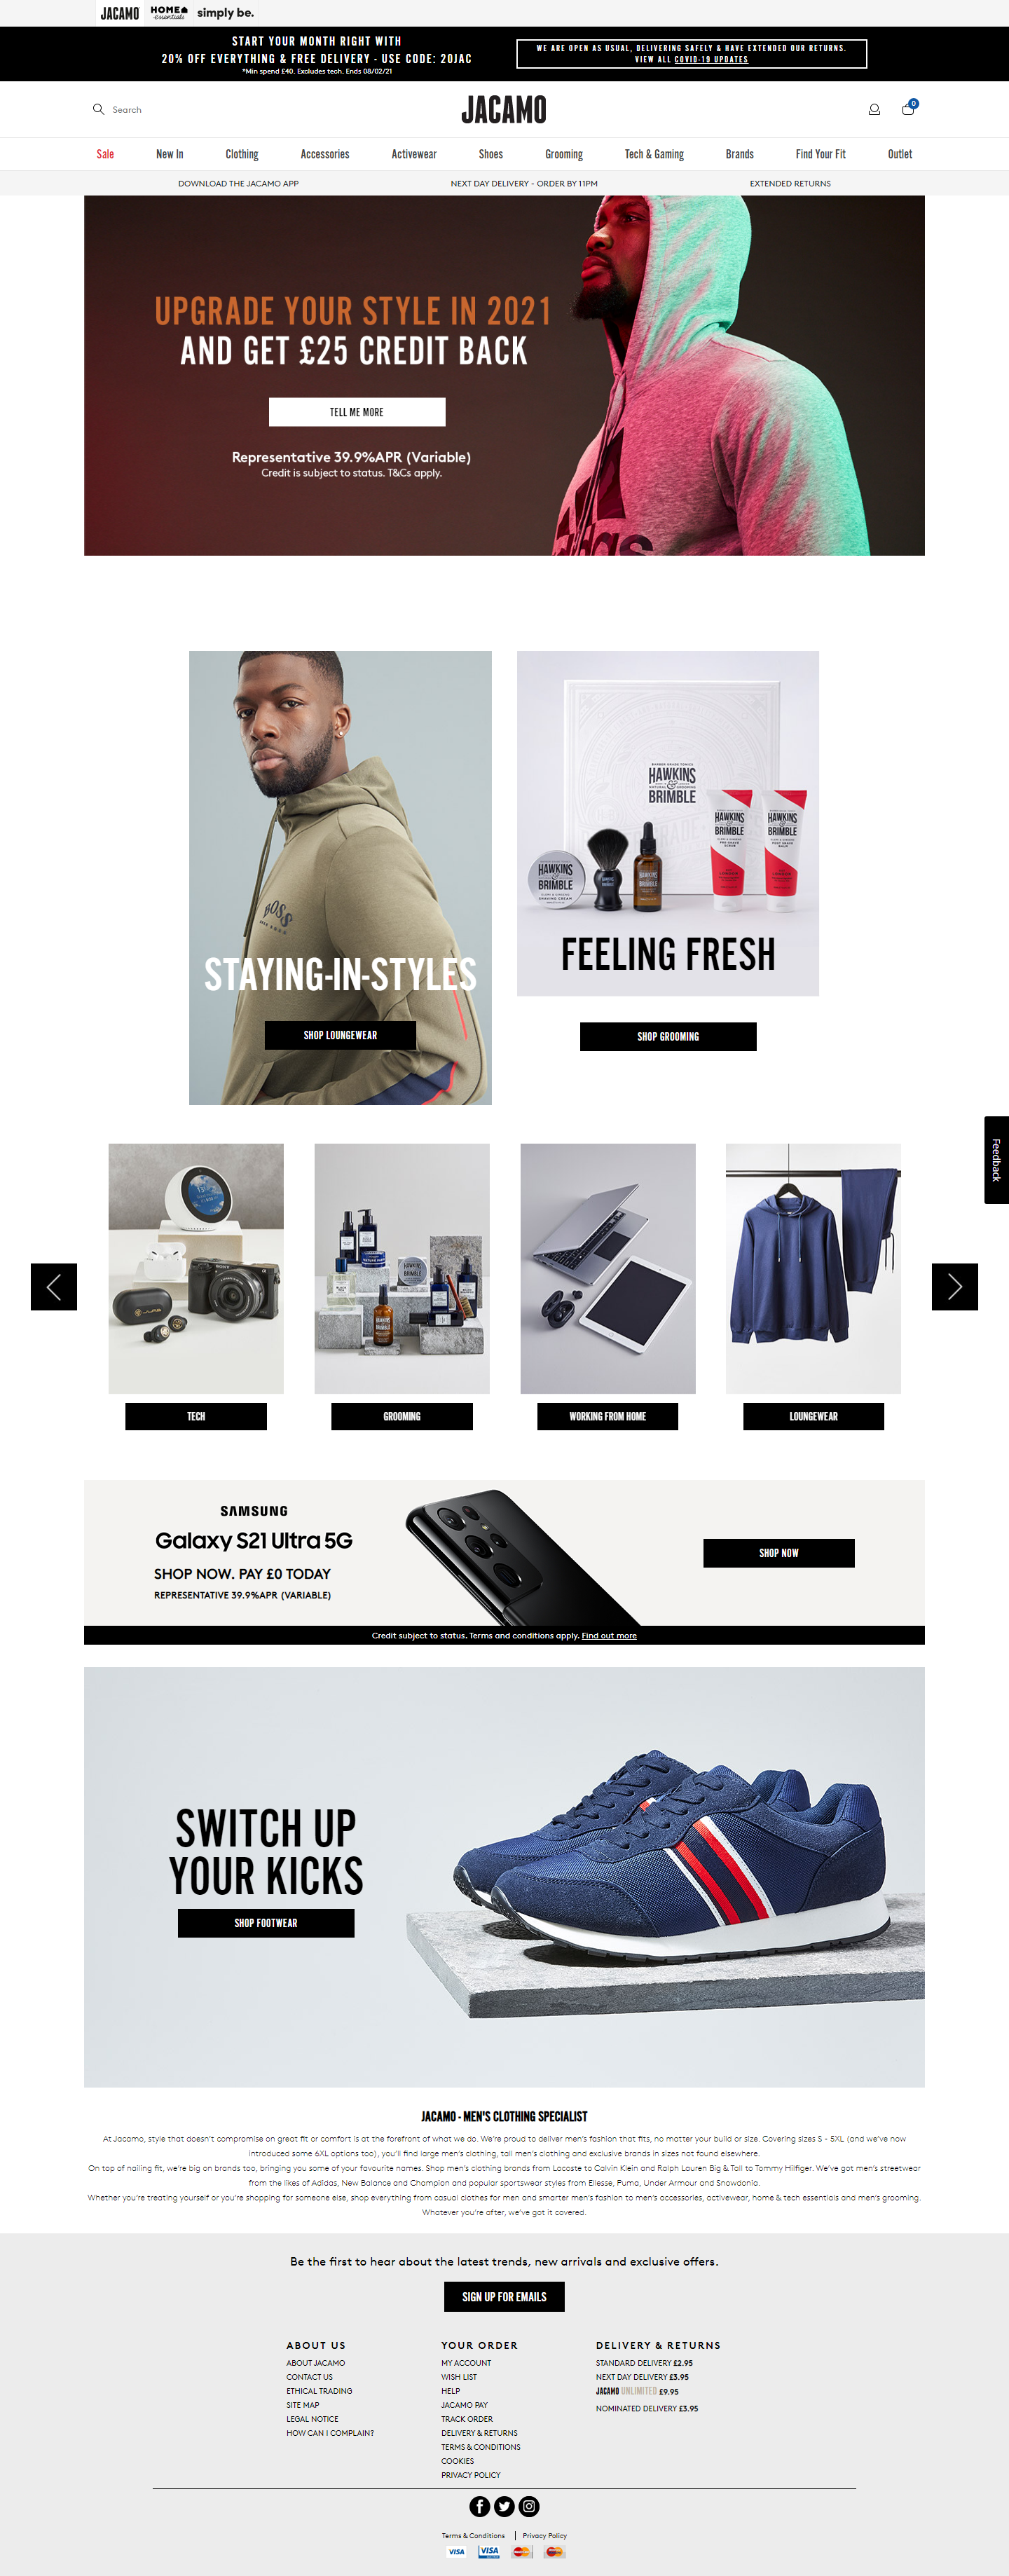 JACAMO
HOME essentials
simply be.
START YOUR MONTH RIGHT WITH
20% OFF EVERYTHING & FREE DELIVERY - USE CODE: 20JAC
*Min spend £40. Excludes tech. Ends 08/02/21
WE ARE OPEN AS USUAL, DELIVERING SAFELY & HAVE EXTENDED OUR RETURNS.
VIEW ALL COVID-19 UPDATES
Search
JACAMO
0
Sale
New In
Clothing
Accessories
Activewear
Shoes
Grooming
Tech & Gaming
Brands
Find Your Fit
Outlet
DOWNLOAD THE JACAMO APP
NEXT DAY DELIVERY - ORDER BY 11PM
EXTENDED RETURNS
UPGRADE YOUR STYLE IN 2021
AND GET £25 CREDIT BACK
TELL ME MORE
Representative 39.9%APR (Variable)
Credit is subject to status. T&Cs apply.
adidas
BOSS
STAYING-IN-STYLES
SHOP LOUNGEWEAR
HAWKINS
&
BRIMBLE
HAWKINS
&
BRIMBLE
HAWKINS
&
BRIMBLE
HAWKINS
&
BRIMBLE
SHAVING CREAM
FEELING FRESH
SHOP GROOMING
Feedback
SONY
JLAB
TECH
HAWKINS
& BRIMBLE
GROOMING
WORKING FROM HOME
LOUNGEWEAR
SAMSUNG
Galaxy S21 Ultra 5G
SHOP NOW. PAY £0 TODAY
REPRESENTATIVE 39.9%APR (VARIABLE)
SHOP NOW
Credit subject to status. Terms and conditions apply. Find out more
SWITCH UP
YOUR KICKS
SHOP FOOTWEAR
JACAMO - MEN'S CLOTHING SPECIALIST
At Jacamo, style that doesn't compromise on great fit or comfort is at the forefront of what we do. We're proud to deliver men's fashion that fits, no matter your build or size. Covering sizes S - 5XL (and we've now
introduced some 6XL options too), you'll find large men's clothing, tall men's clothing and exclusive brands in sizes not found elsewhere.
On top of nailing fit, we're big on brands too, bringing you some of your favourite names. Shop men's clothing brands from Lacoste to Calvin Klein and Ralph Lauren Big & Tall to Tommy Hilfiger. We've got men's streetwear
from the likes of Adidas, New Balance and Champion and popular sportswear styles from Ellesse, Puma, Under Armour and Snowdonia.
Whether you're treating yourself or you're shopping for someone else, shop everything from casual clothes for men and smarter men's fashion to men's accessories, activewear, home & tech essentials and men's grooming.
Whatever you're after, we've got it covered.
Be the first to hear about the latest trends, new arrivals and exclusive offers.
SIGN UP FOR EMAILS
ABOUT US
ABOUT JACAMO
CONTACT US
ETHICAL TRADING
SITE MAP
LEGAL NOTICE
HOW CAN I COMPLAIN?
YOUR ORDER
MY ACCOUNT
WISH LIST
HELP
JACAMO PAY
TRACK ORDER
DELIVERY & RETURNS
TERMS & CONDITIONS
COOKIES
PRIVACY POLICY
DELIVERY & RETURNS
STANDARD DELIVERY £2.95
NEXT DAY DELIVERY £3.95
JACAMO UNLIMITED £9.95
NOMINATED DELIVERY £3.95
Terms & Conditions
Privacy Policy
VISA
VISA